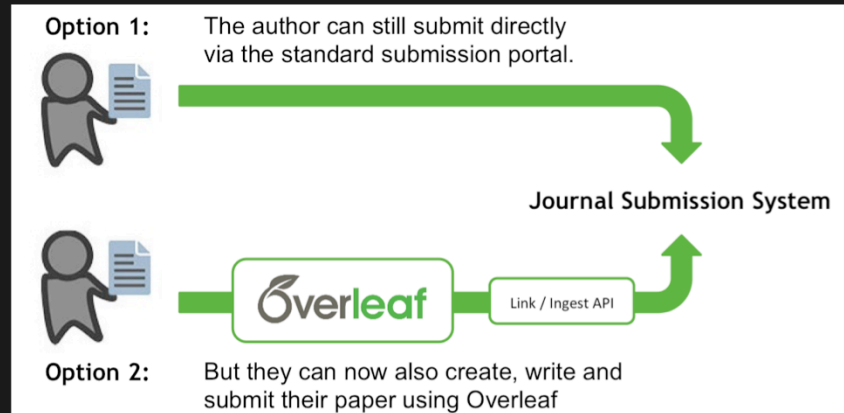 Option 1: The author can still submit directly
via the standard submission portal.
Journal Submission System
Overleaf
Link / Ingest API
Option 2: But they can now also create, write and
submit their paper using Overleaf